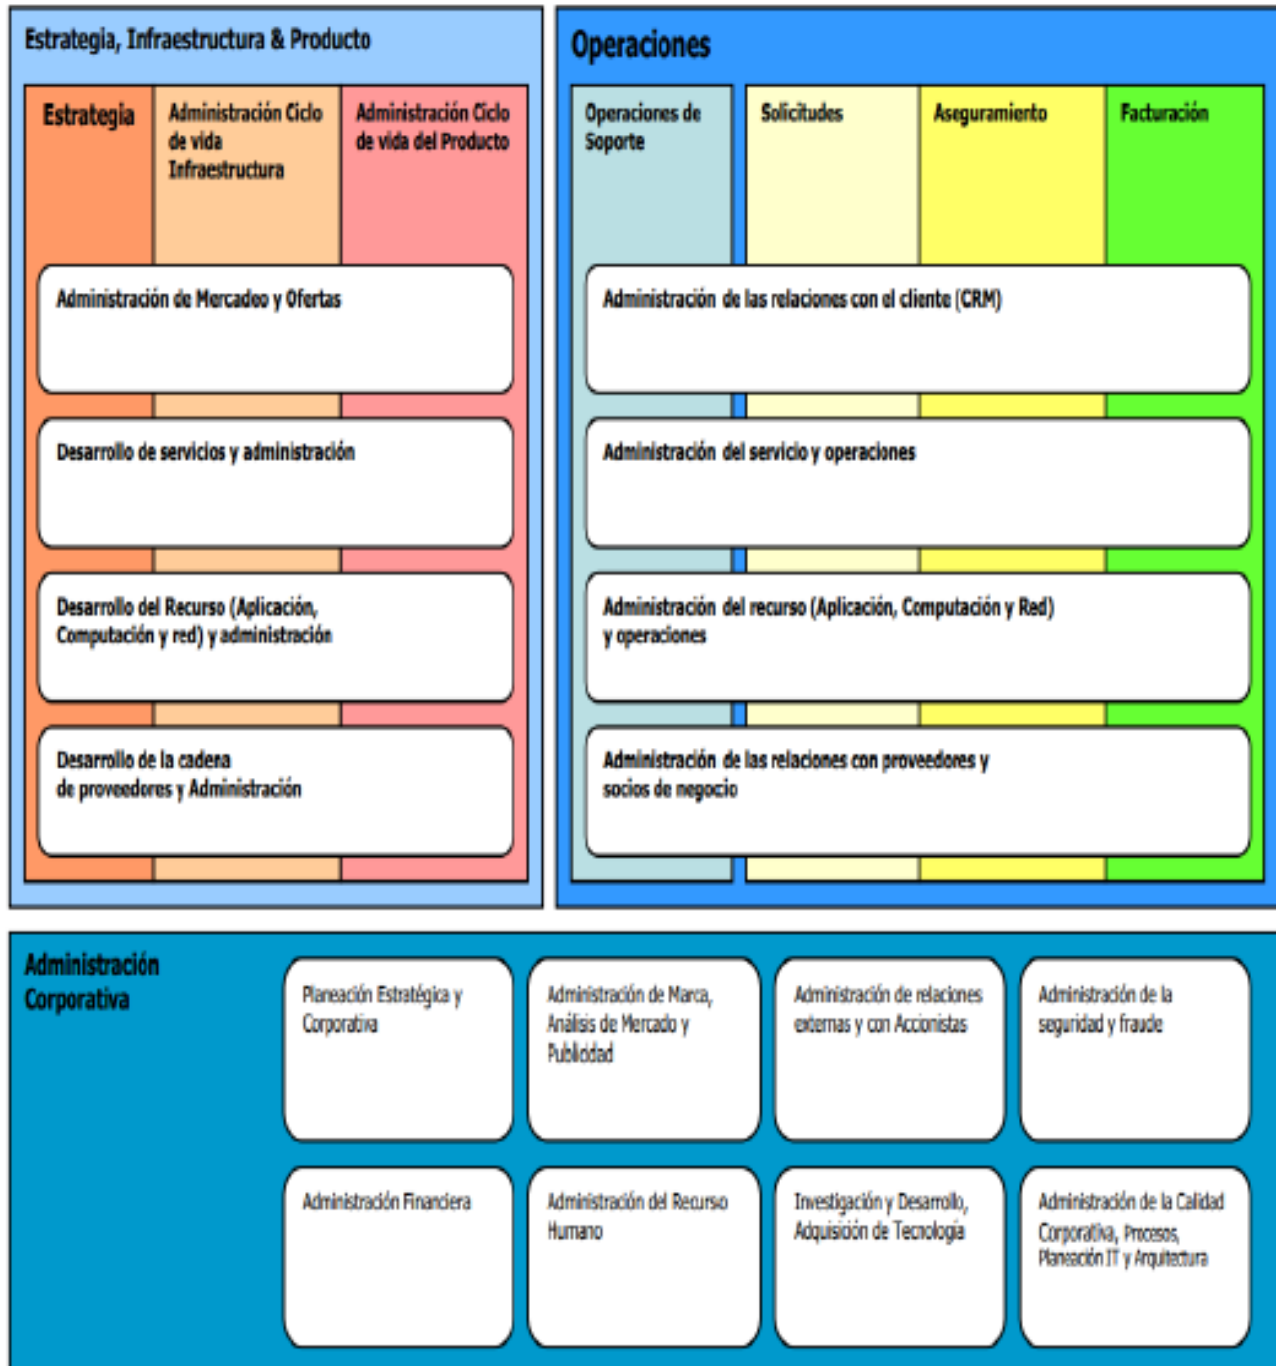 Estrategia, Infraestructura & Producto
Estrategia
Administración Ciclo
de vida
Infraestructura
Administración Ciclo
de vida del Producto
Administración de Mercadeo y Ofertas
Desarrollo de servicios y administración
Desarrollo del Recurso (Aplicación,
Computación y red) y administración
Desarrollo de la cadena
de proveedores y Administración
Operaciones
Operaciones de
Soporte
Solicitudes
Aseguramiento
Facturación
Administración de las relaciones con el cliente (CRM)
Administración del servicio y operaciones
Administración del recurso (Aplicación, Computación y Red)
y operaciones
Administración de las relaciones con proveedores y
socios de negocio
Administración
Corporativa
Planeación Estratégica y
Corporativa
Administración de Marca,
Análisis de Mercado y
Publicidad
Administración de relaciones
externas y con Accionistas
Administración de la
seguridad y fraude
Administración Financiera
Administración del Recurso
Humano
Investigación y Desarrollo,
Adquisición de Tecnología
Administración de la Calidad
Corporativa, Procesos,
Planeación IT y Arquitectura